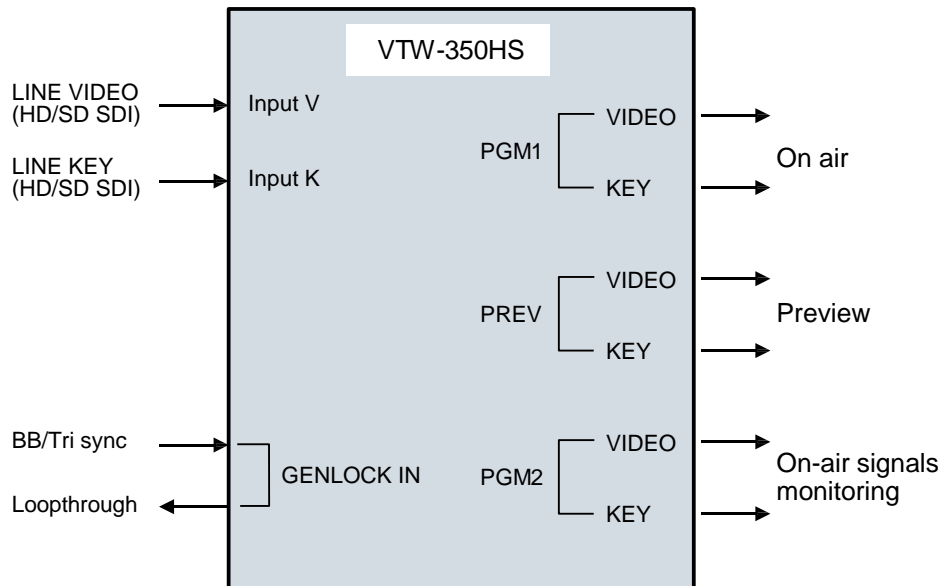 VTW-350HS
LINE VIDEO
(HD/SD SDI)
Input V
LINE KEY
(HD/SD SDI)
Input K
PGM1
VIDEO
KEY
On air
PREV
VIDEO
KEY
Preview
BB/Tri sync
Loopthrough
GENLOCK IN
PGM2
VIDEO
KEY
On-air signals
monitoring